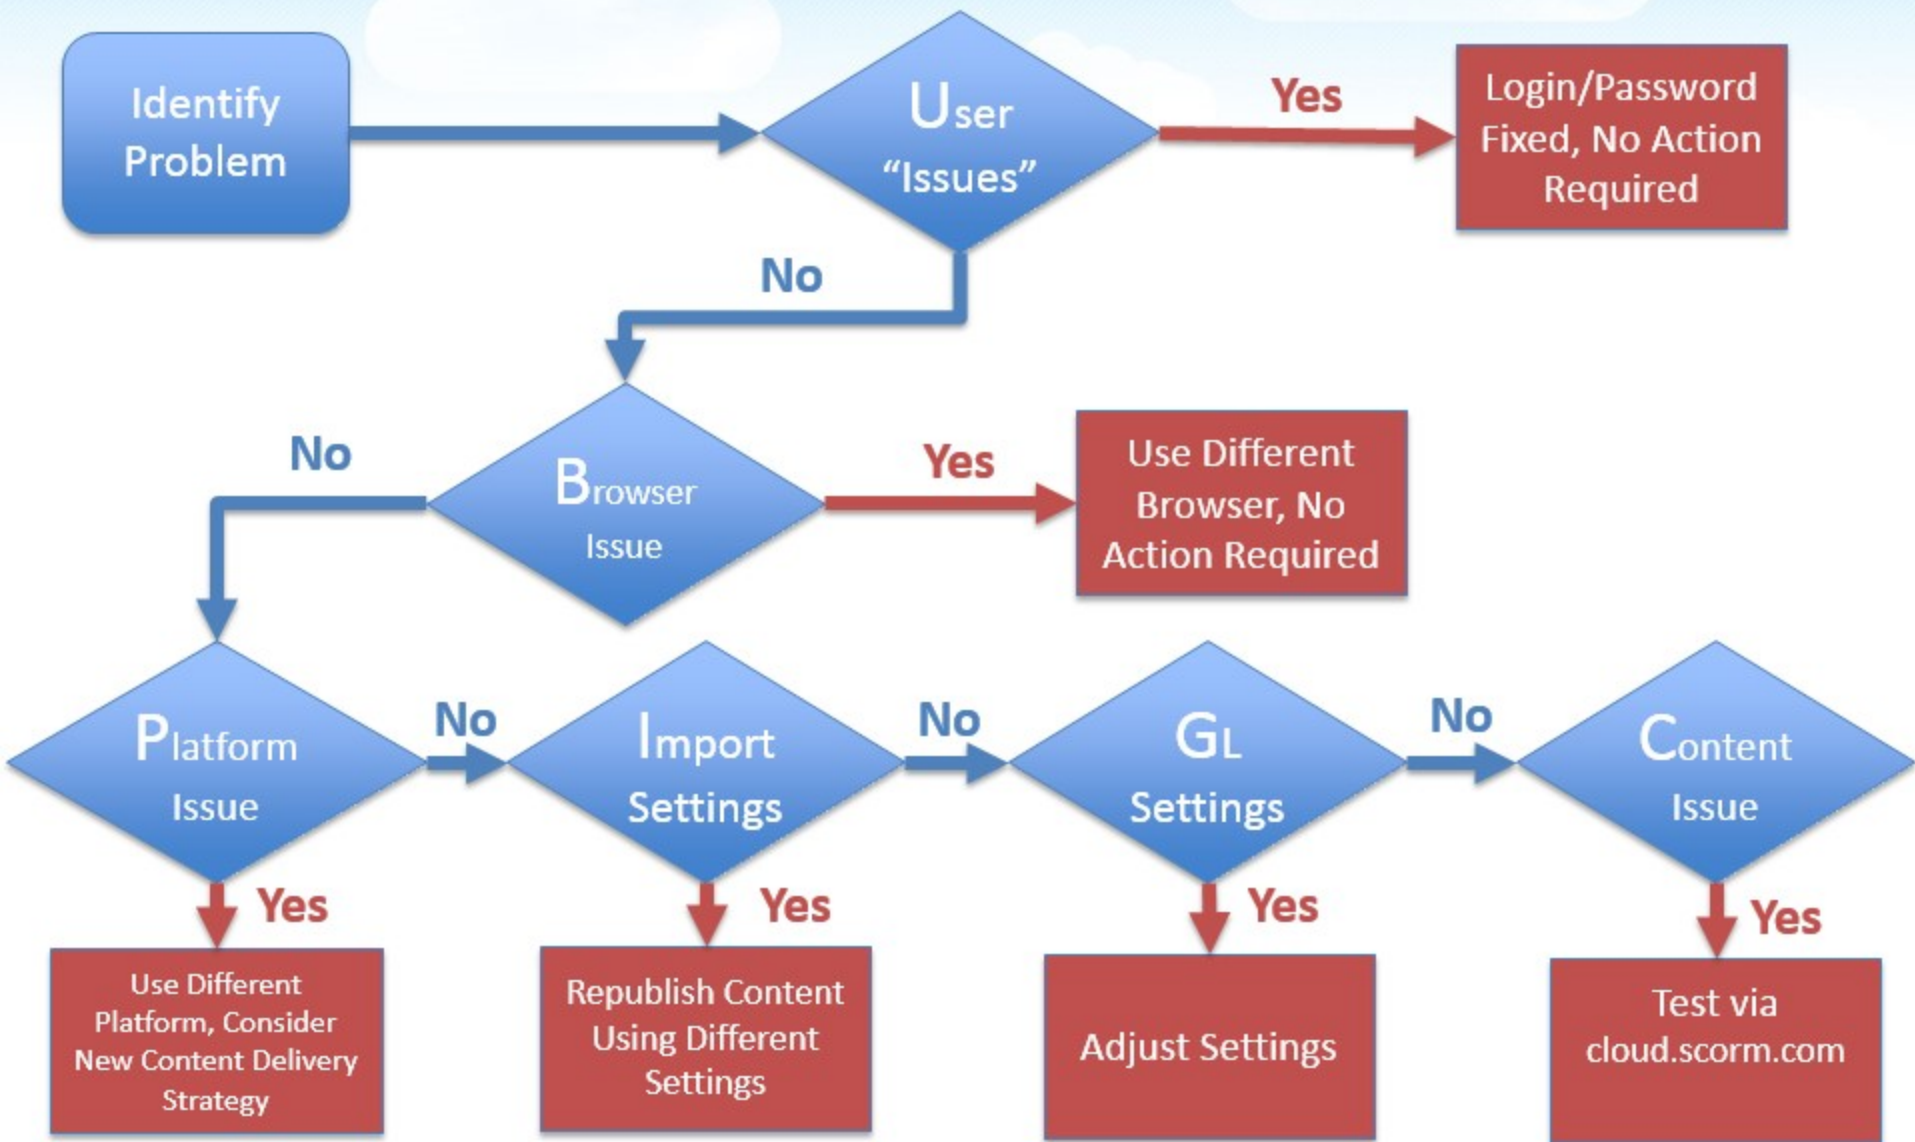 Identify
Problem
User
“Issues”
Yes
Login/Password
Fixed, No Action
Required
No
Browser
Issue
Yes
Use Different
Browser, No
Action Required
No
Platform
Issue
No
Import
Settings
No
GL
Settings
No
Content
Issue
Yes
Use Different
Platform, Consider
New Content Delivery
Strategy
Yes
Republish Content
Using Different
Settings
Yes
Adjust Settings
Yes
Test via
cloud.scorm.com